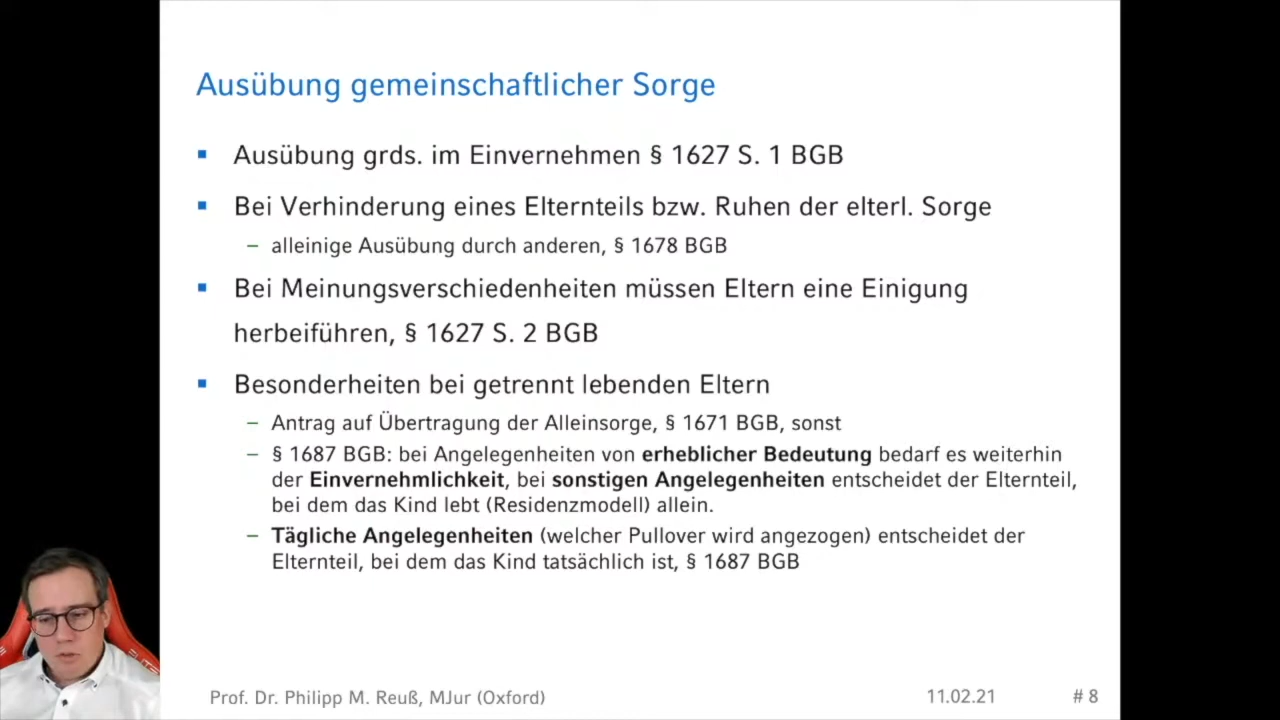 Ausübung gemeinschaftlicher Sorge
Ausübung grds. im Einvernehmen § 1627 S. 1 BGB
Bei Verhinderung eines Elternteils bzw. Ruhen der elterl. Sorge
– alleinige Ausübung durch anderen, § 1678 BGB
Bei Meinungsverschiedenheiten müssen Eltern eine Einigung
herbeiführen, § 1627 S. 2 BGB
Besonderheiten bei getrennt lebenden Eltern
– Antrag auf Übertragung der Alleinsorge, § 1671 BGB, sonst
– § 1687 BGB: bei Angelegenheiten von erheblicher Bedeutung bedarf es weiterhin
der Einvernehmlichkeit, bei sonstigen Angelegenheiten entscheidet der Elternteil,
bei dem das Kind lebt (Residenzmodell) allein.
– Tägliche Angelegenheiten (welcher Pullover wird angezogen) entscheidet der
Elternteil, bei dem das Kind tatsächlich ist, § 1687 BGB
Prof. Dr. Philipp M. Reuß, MJur (Oxford) 11.02.21 # 8